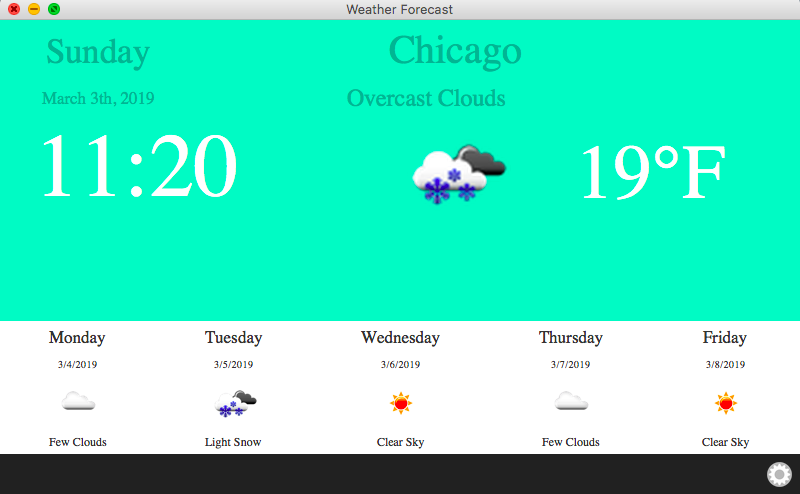 Weather Forecast
Sunday
Chicago
March 3th, 2019
Overcast Clouds
11:20
19°F
Monday
Tuesday
Wednesday
Thursday
Friday
3/4/2019
3/5/2019
3/6/2019
3/7/2019
3/8/2019
Few Clouds
Light Snow
Clear Sky
Few Clouds
Clear Sky